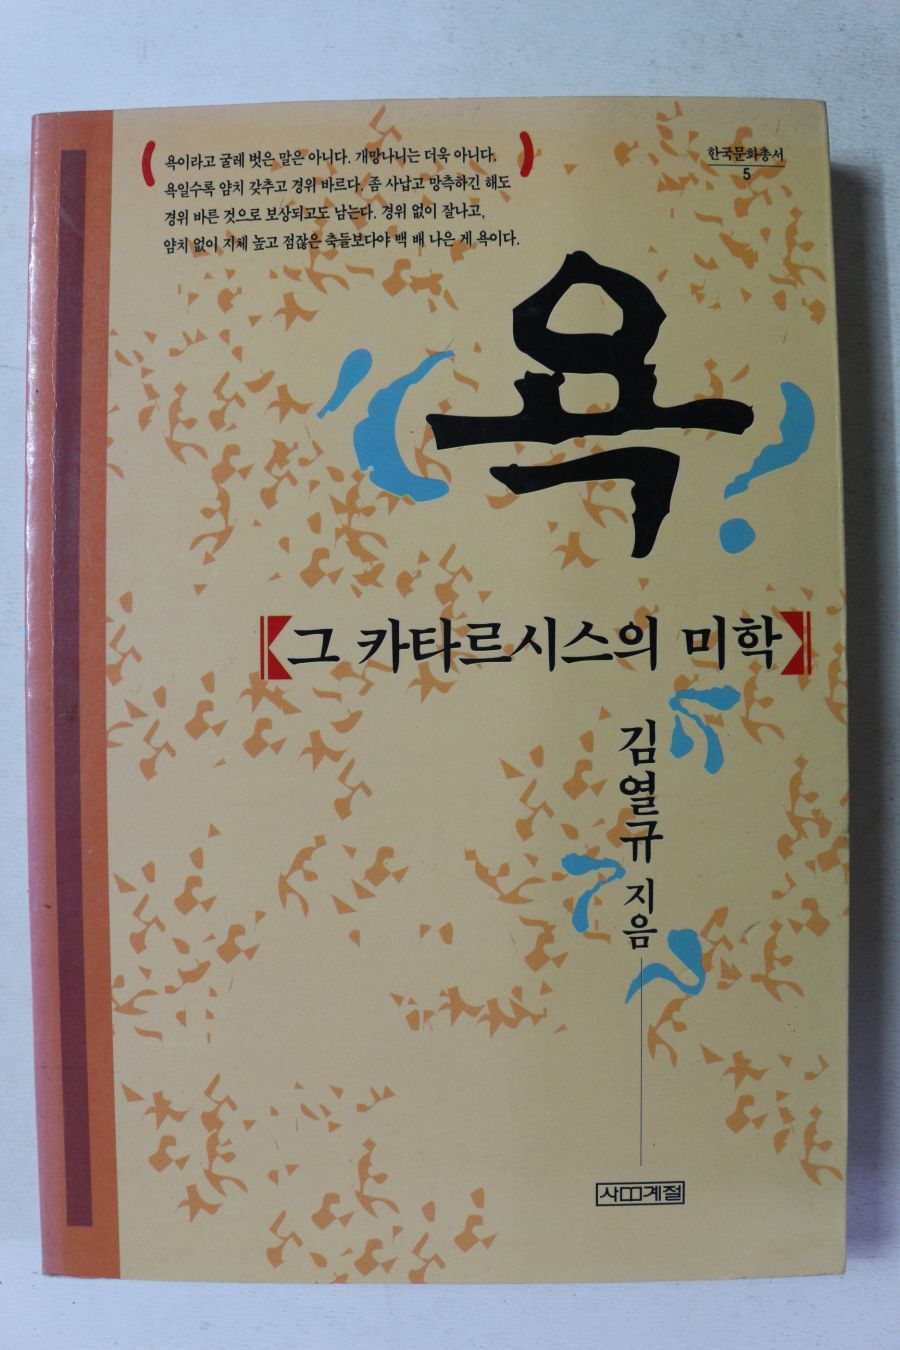 욕이라고 굴레 벗은 말은 아니다. 개망나니는 더욱 아니다.
욕일수록 얌치 갖추고 경위 바르다. 좀 사납고 망측하긴 해도
경위 바른 것으로 보상되고도 남는다. 경위 없이 잘나고,
얌치 없이 지체 높고 점잖은 축들보다야 백 배 나은 게 욕이다.
한국문화총서
5
욕
그 카타르시스의 미학
김열규 지음
사계절